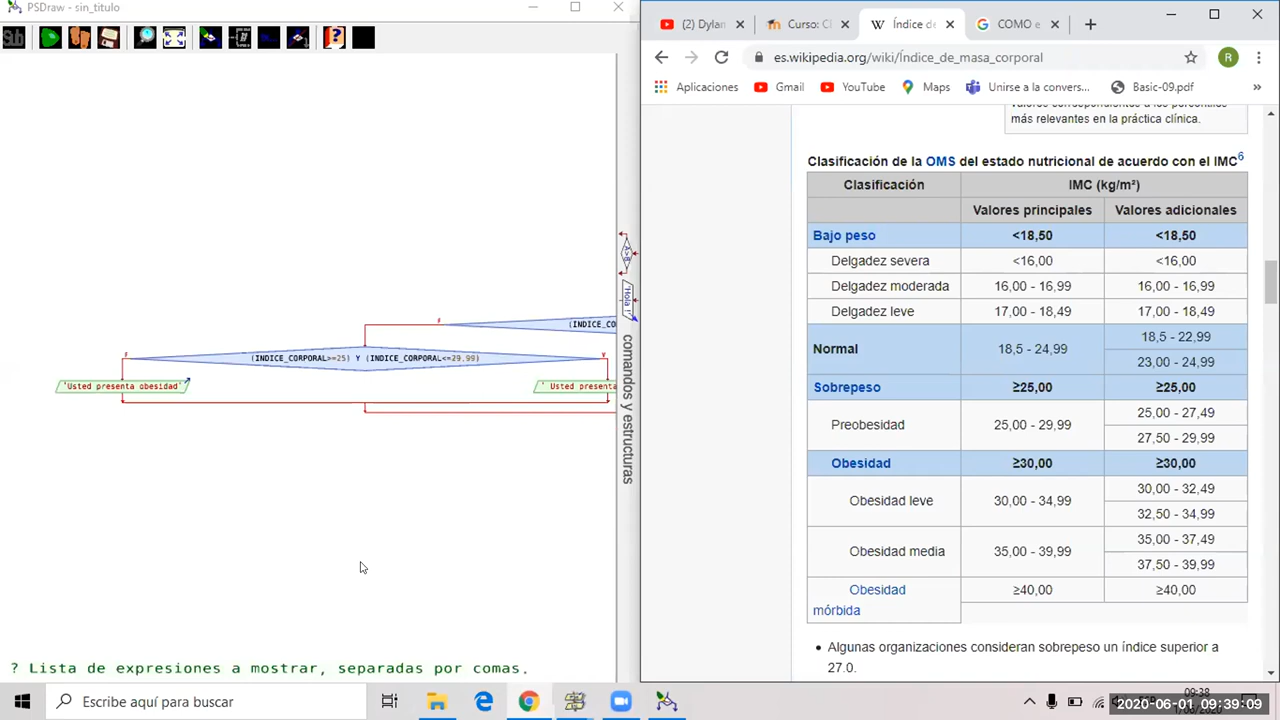 PSDraw - sin_titulo
Sub
(INDICE_CO
F
(INDICE_CORPORAL>=25) Y (INDICE_CORPORAL<=29.99)
F
V
'Usted presenta obesidad'
' Usted presenta
A>B
'Hola !'
comandos y estructuras
? Lista de expresiones a mostrar, separadas por comas.
(2) Dylan
Curso: C
Índice de
COMO e
es.wikipedia.org/wiki/Índice_de_masa_corporal
R
Aplicaciones
Gmail
YouTube
Maps
Unirse a la convers...
Basic-09.pdf
Valores correspondientes a los percentiles
más relevantes en la práctica clínica.
Clasificación de la OMS del estado nutricional de acuerdo con el IMC6
Clasificación IMC (kg/m²)
Valores principales Valores adicionales
Bajo peso <18,50 <18,50
Delgadez severa <16,00 <16,00
Delgadez moderada 16,00 - 16,99 16,00 - 16,99
Delgadez leve 17,00 - 18,49 17,00 - 18,49
Normal 18,5 - 24,99 18,5 - 22,99
23,00 - 24,99
Sobrepeso ≥25,00 ≥25,00
Preobesidad 25,00 - 29,99 25,00 - 27,49
27,50 - 29,99
Obesidad ≥30,00 ≥30,00
Obesidad leve 30,00 - 34,99 30,00 - 32,49
32,50 - 34,99
Obesidad media 35,00 - 39,99 35,00 - 37,49
37,50 - 39,99
Obesidad mórbida ≥40,00 ≥40,00
Algunas organizaciones consideran sobrepeso un índice superior a
27.0.
Escribe aquí para buscar
09:38
2020-06-01 09:39:09